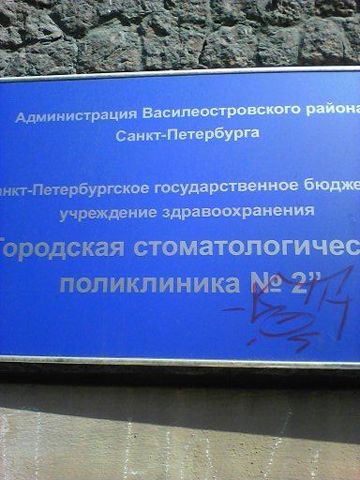 Администрация Василеостровского района
Санкт-Петербурга
анкт-Петербургское государственное бюдже
учреждение здравоохранения
Городская стоматологичес
поликлиника № 2”